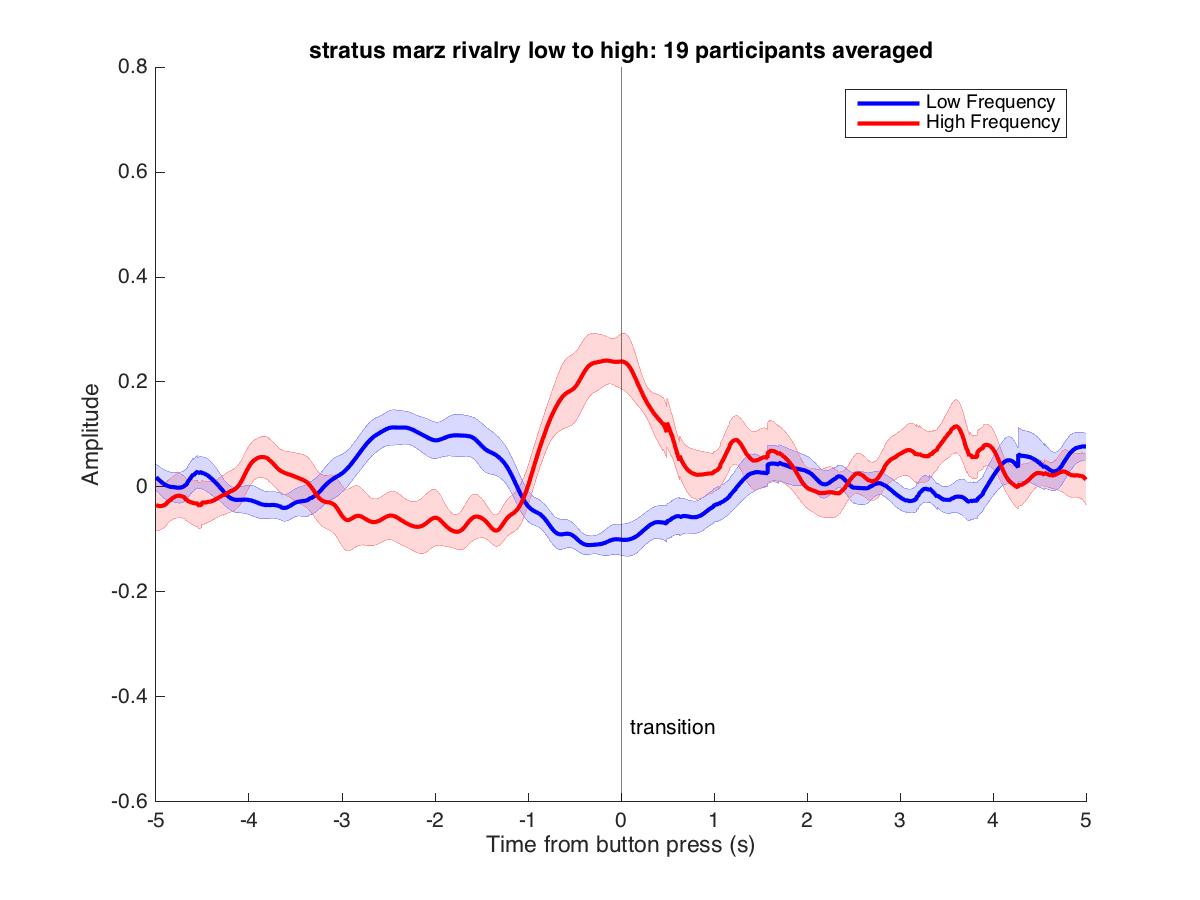 stratus marz rivalry low to high: 19 participants averaged
0.8
0.6
0.4
0.2
0
-0.2
-0.4
-0.6
Amplitude
Low Frequency
High Frequency
transition
-5 -4 -3 -2 -1 0 1 2 3 4 5
Time from button press (s)